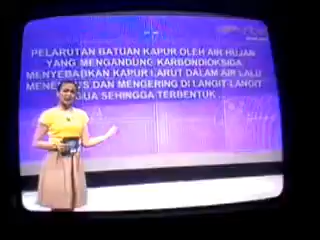 PELARUTAN BATUAN KAPUR OLEH AIR HUJAN
YANG MENGANDUNG KARBONDIOKSIDA
MENYEBABKAN KAPUR LARUT DALAM AIR LALU
MENE S DAN MENGERING DI LANGIT-LANGIT
GUA SEHINGGA TERBENTUK ...